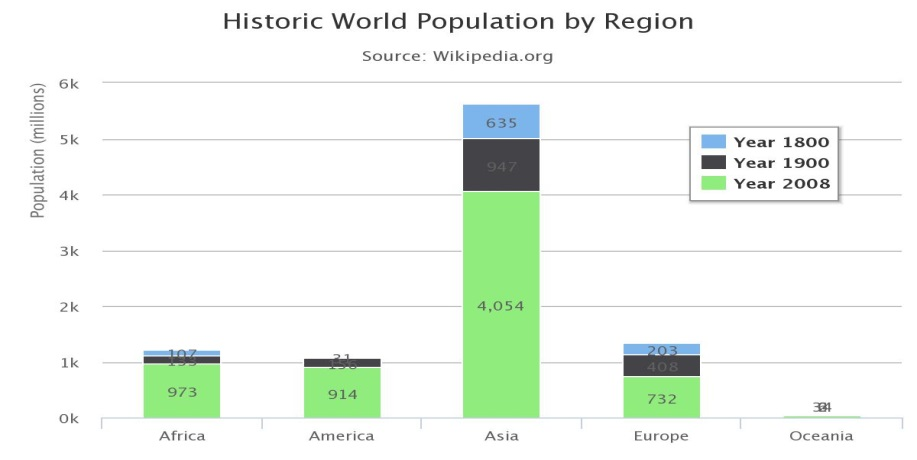 Historic World Population by Region
Source: Wikipedia.org
Population (millions)
6k
5k
4k
3k
2k
1k
0k
Year 1800
Year 1900
Year 2008
635
947
4,054
107
133
973
31
156
914
203
408
732
Africa
America
Asia
Europe
Oceania